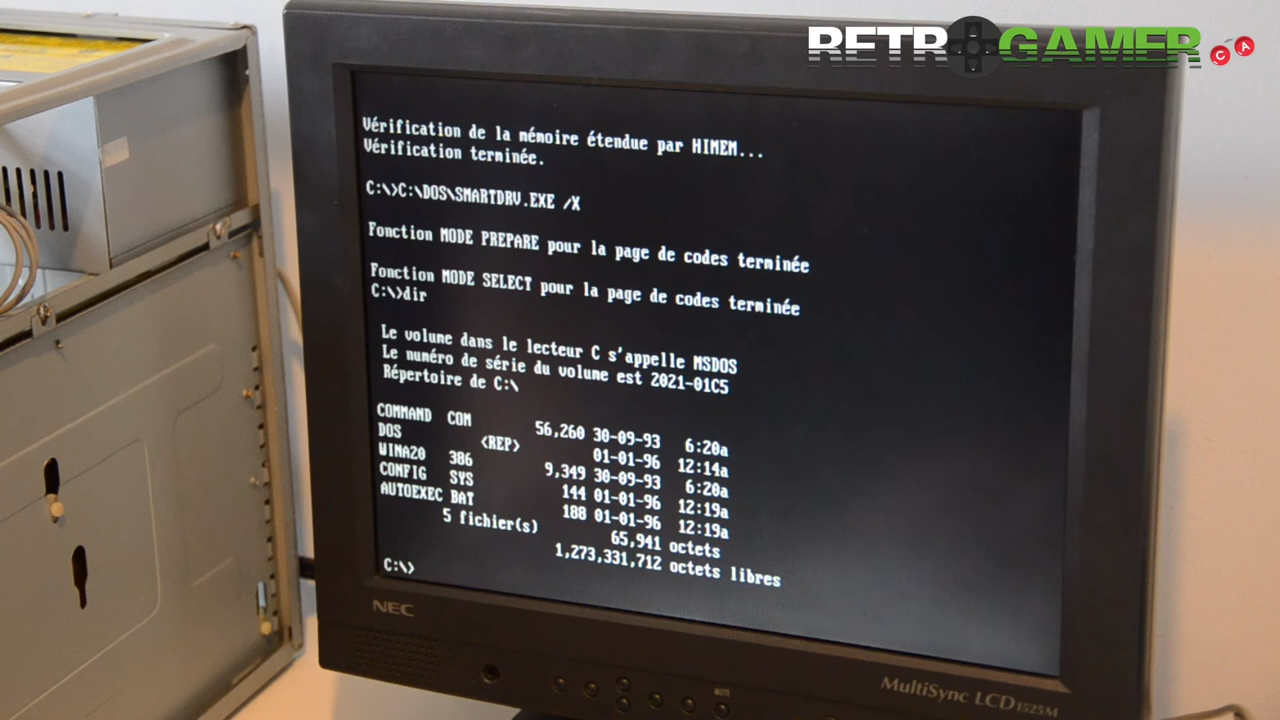 RETROGAMER CA
Vérification de la mémoire étendue par HIMEM...
Vérification terminée.
C:\>C:\DOS\SMARTDRV.EXE /X
Fonction MODE PREPARE pour la page de codes terminée
Fonction MODE SELECT pour la page de codes terminée
C:\>dir
Le volume dans le lecteur C s'appelle MSDOS
Le numéro de série du volume est 2021-01C5
Répertoire de C:\
COMMAND COM 56,260 30-09-93 6:20a
DOS <REP> 01-01-96 12:14a
WINA20 386 9,349 30-09-93 6:20a
CONFIG SYS 144 01-01-96 12:19a
AUTOEXEC BAT 188 01-01-96 12:19a
5 fichier(s) 65,941 octets
1,273,331,712 octets libres
C:\>
NEC
MUTE
MultiSync LCD1525M